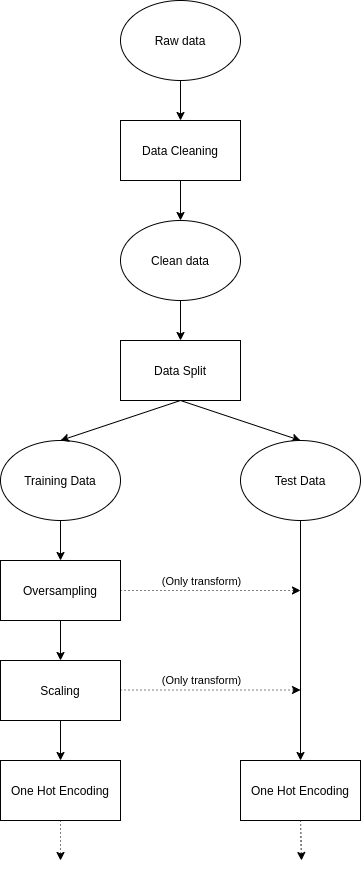 Raw data
Data Cleaning
Clean data
Data Split
Training Data
Test Data
Oversampling
(Only transform)
Scaling
(Only transform)
One Hot Encoding
One Hot Encoding